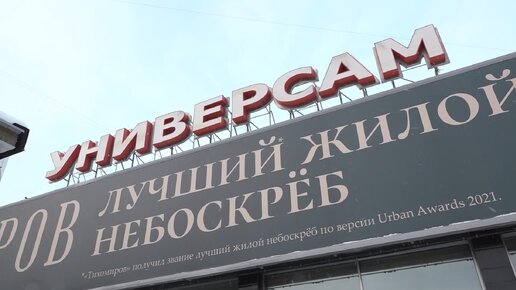 УНИВЕРСАМ
РОВ
ЛУЧШИЙ ЖИЛОЙ
НЕБОСКРЁБ
*«Тихомиров» получил звание лучший жилой небоскрёб по версии Urban Awards 2021.